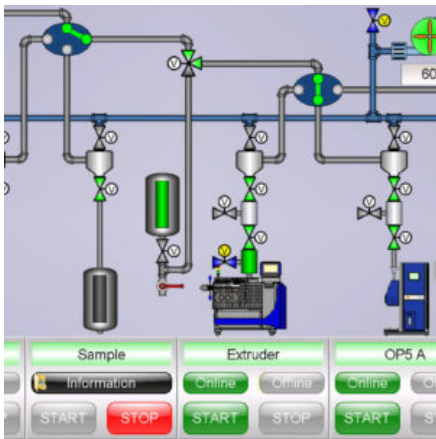 V
V
60
V V V
V V V
V V
V V
V V V
Sample Extruder OP5 A
Information Online Offline Online
START STOP START STOP START